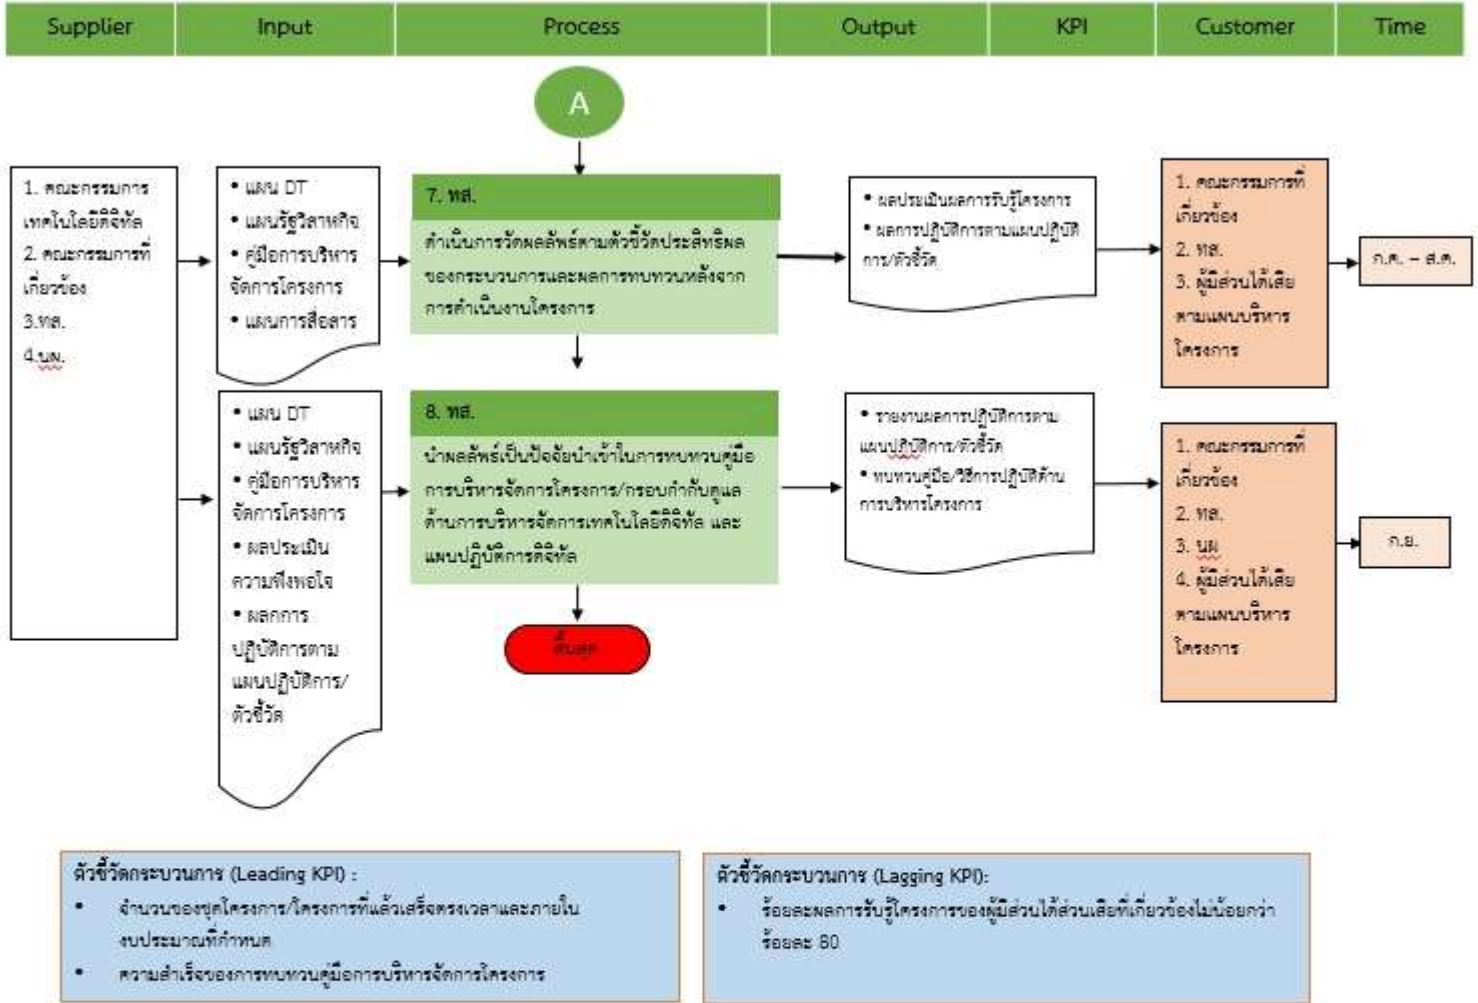 Supplier
Input
Process
Output
KPI
Customer
Time
A
1. คณะกรรมการ
เทคโนโลยีดิจิทัล
2. คณะกรรมการที่
เกี่ยวข้อง
3.ทส.
4.นผ.
• แผน DT
• แผนรัฐวิสาหกิจ
• คู่มือการบริหาร
จัดการโครงการ
• แผนการสื่อสาร
7. ทส.
ดำเนินการวัดผลลัพธ์ตามตัวชี้วัดประสิทธิผล
ของกระบวนการและผลการทบทวนหลังจาก
การดำเนินงานโครงการ
• ผลประเมินผลการรับรู้โครงการ
• ผลการปฏิบัติการตามแผนปฏิบัติ
การ/ตัวชี้วัด
1. คณะกรรมการที่
เกี่ยวข้อง
2. ทส.
3. ผู้มีส่วนได้เสีย
ตามแผนบริหาร
โครงการ
ก.ค. – ส.ค.
• แผน DT
• แผนรัฐวิสาหกิจ
• คู่มือการบริหาร
จัดการโครงการ
• ผลประเมิน
ความพึงพอใจ
• ผลกการ
ปฏิบัติการตาม
แผนปฏิบัติการ/
ตัวชี้วัด
8. ทส.
นำผลลัพธ์เป็นปัจจัยนำเข้าในการทบทวนคู่มือ
การบริหารจัดการโครงการ/กรอบกำกับดูแล
ด้านการบริหารจัดการเทคโนโลยีดิจิทัล และ
แผนปฏิบัติการดิจิทัล
• รายงานผลการปฏิบัติการตาม
แผนปฏิบัติการ/ตัวชี้วัด
• ทบทวนคู่มือ/วิธีการปฏิบัติด้าน
การบริหารโครงการ
1. คณะกรรมการที่
เกี่ยวข้อง
2. ทส.
3. นผ
4. ผู้มีส่วนได้เสีย
ตามแผนบริหาร
โครงการ
ก.ย.
สิ้นสุด
ตัวชี้วัดกระบวนการ (Leading KPI) :
• จำนวนของชุดโครงการ/โครงการที่แล้วเสร็จตรงเวลาและภายใน
งบประมาณที่กำหนด
• ความสำเร็จของการทบทวนคู่มือการบริหารจัดการโครงการ
ตัวชี้วัดกระบวนการ (Lagging KPI):
• ร้อยละผลการรับรู้โครงการของผู้มีส่วนได้ส่วนเสียที่เกี่ยวข้องไม่น้อยกว่า
ร้อยละ 80